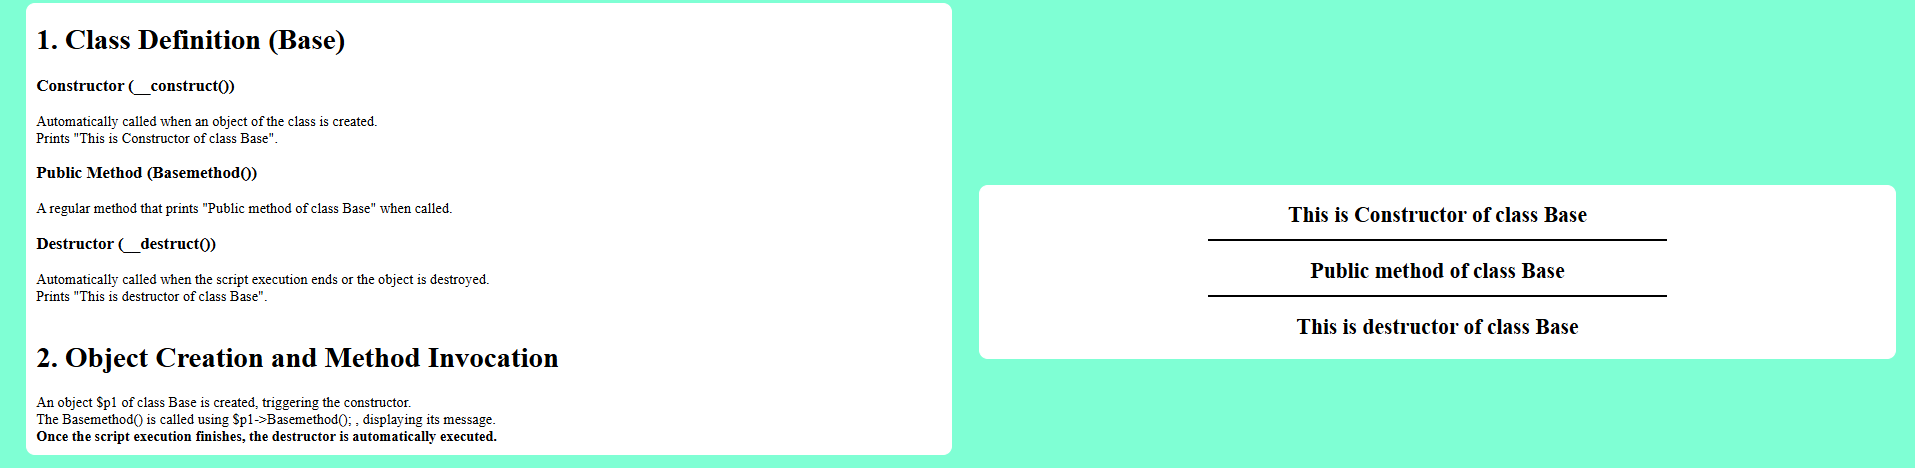 1. Class Definition (Base)
Constructor (__construct())
Automatically called when an object of the class is created.
Prints "This is Constructor of class Base".
Public Method (Basemethod())
A regular method that prints "Public method of class Base" when called.
Destructor (__destruct())
Automatically called when the script execution ends or the object is destroyed.
Prints "This is destructor of class Base".
2. Object Creation and Method Invocation
An object $p1 of class Base is created, triggering the constructor.
The Basemethod() is called using $p1->Basemethod(); , displaying its message.
Once the script execution finishes, the destructor is automatically executed.
This is Constructor of class Base
Public method of class Base
This is destructor of class Base